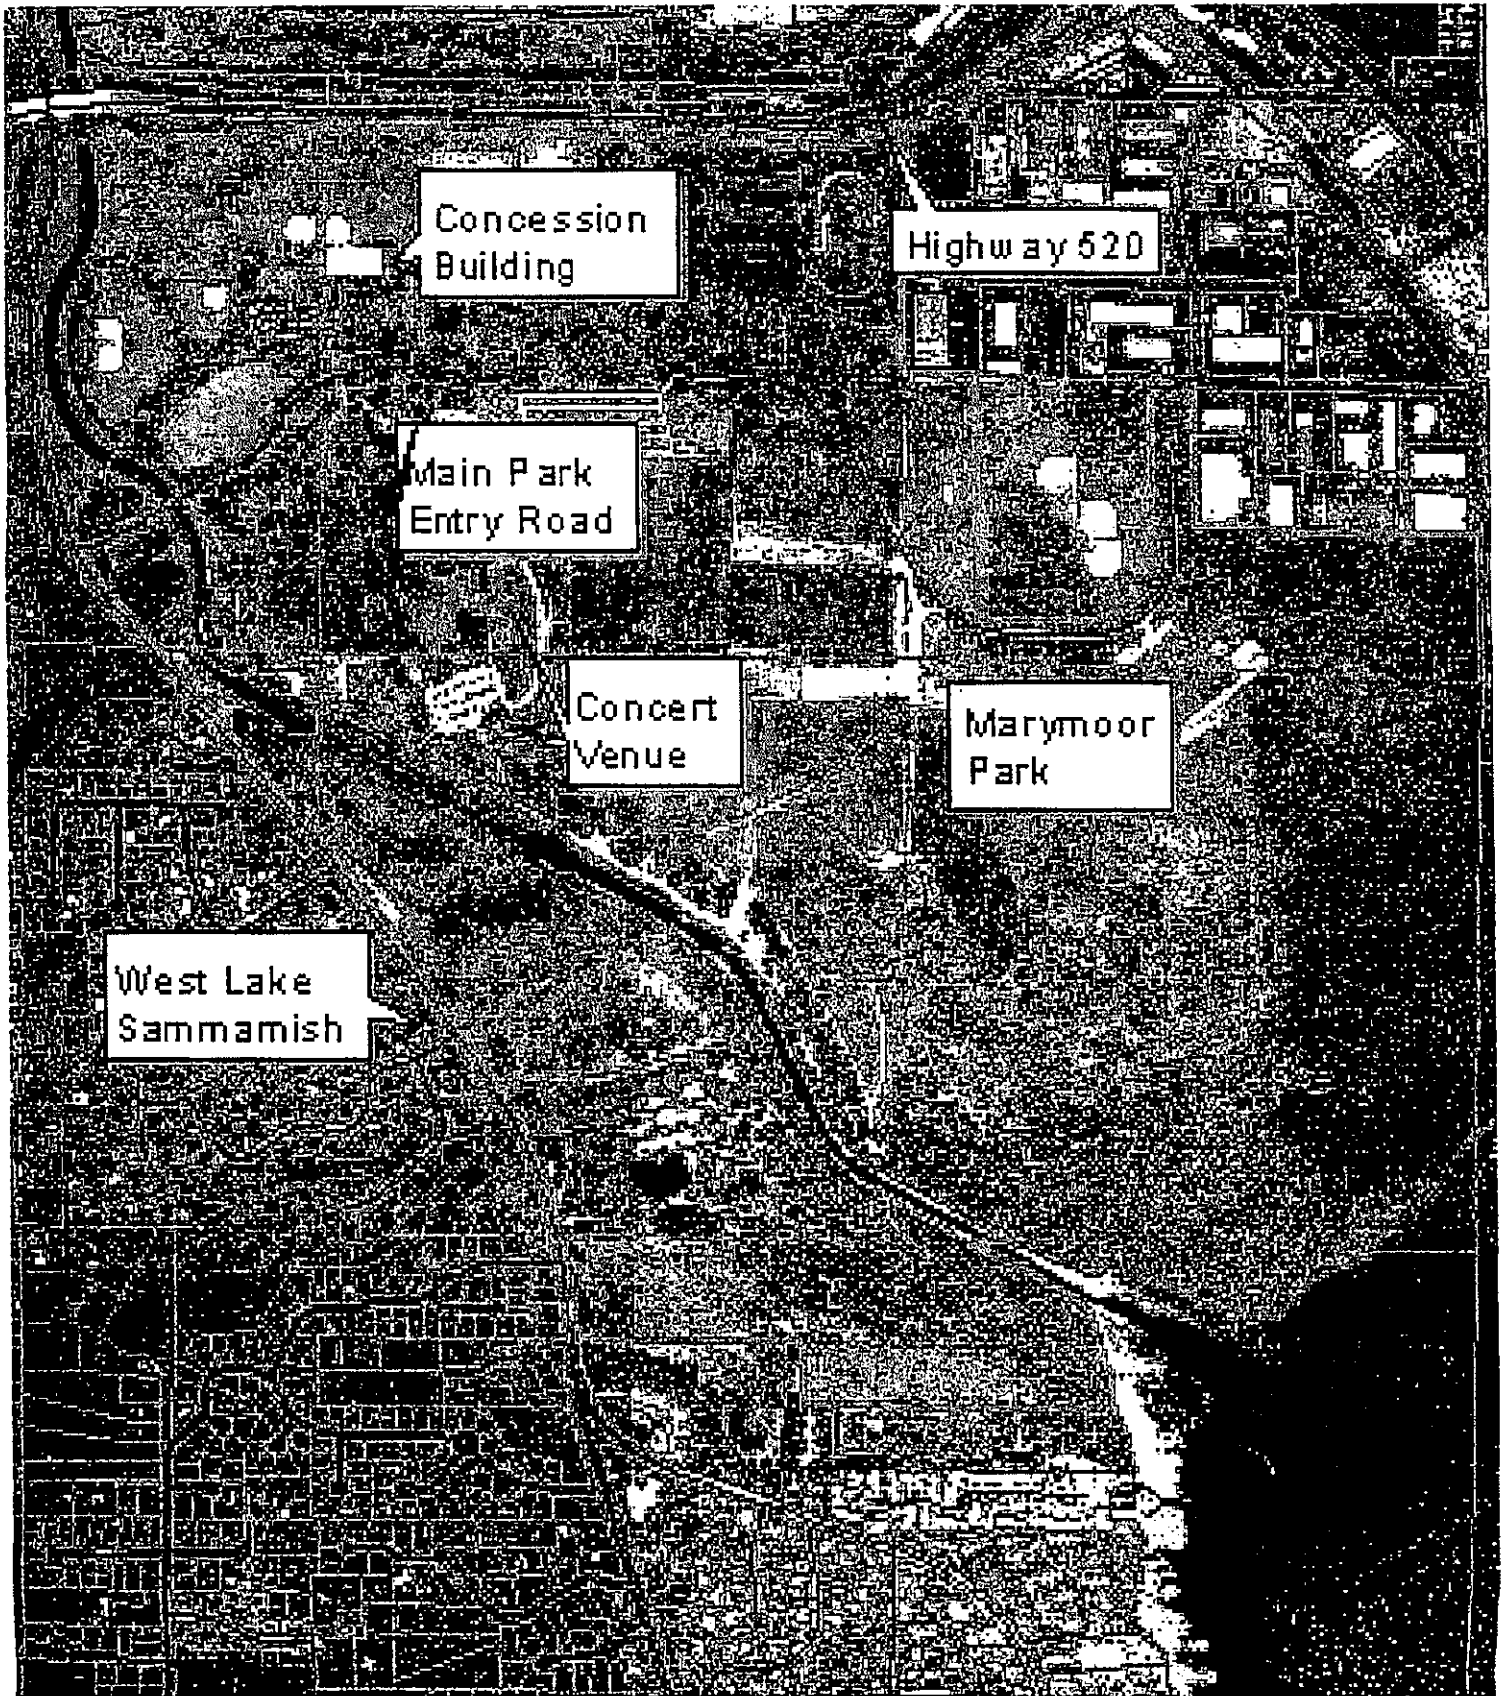 Concession
Building
Highway 520
Main Park
Entry Road
Concert
Venue
Marymoor
Park
West Lake
Sammamish